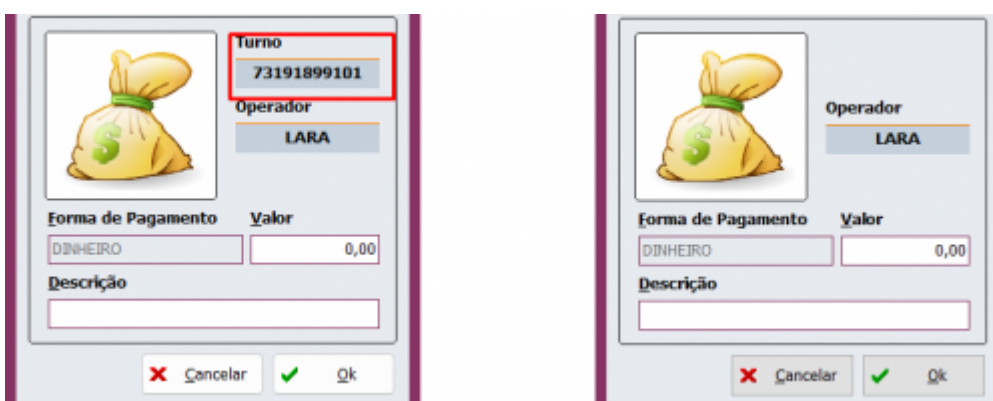 Turno
73191899101
Operador
LARA
Forma de Pagamento Valor
DINHEIRO 0,00
Descrição
Cancelar Ok
Operador
LARA
Forma de Pagamento Valor
DINHEIRO 0,00
Descrição
Cancelar Ok